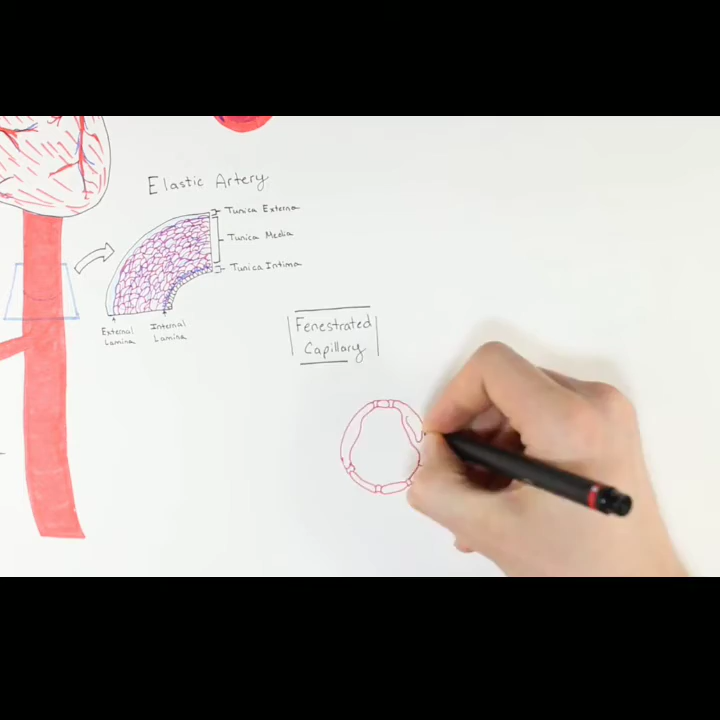 Elastic Artery
Tunica Externa
Tunica Media
Tunica Intima
External
Lamina
Internal
Lamina
Fenestrated
Capillary